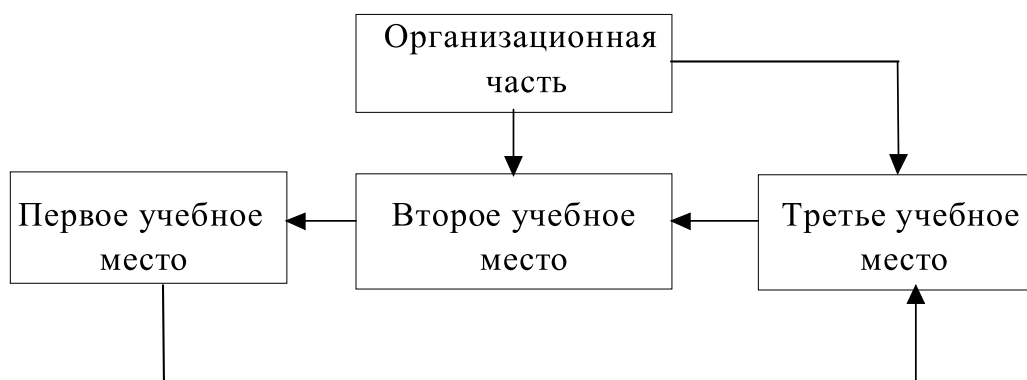 Организационная
часть
Первое учебное
место
Второе учебное
место
Третье учебное
место